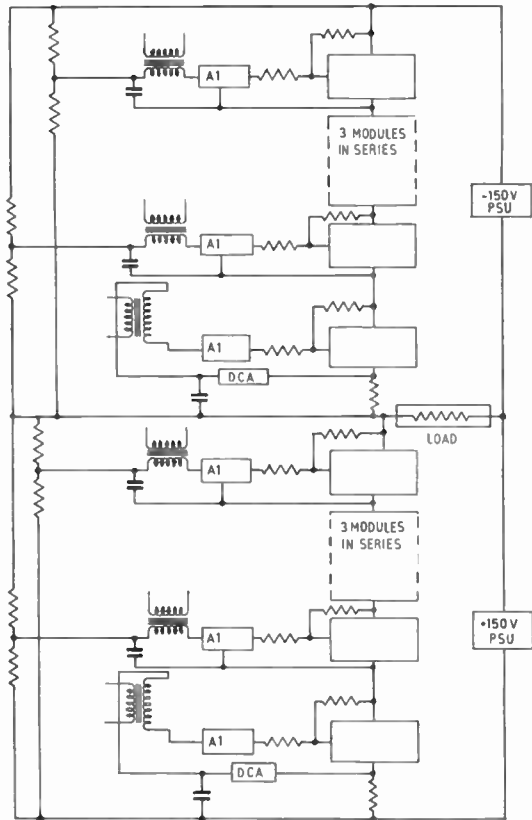 A1
3 MODULES
IN SERIES
-150V
PSU
A1
A1
DCA
LOAD
A1
3 MODULES
IN SERIES
A1
+150V
PSU
A1
DCA